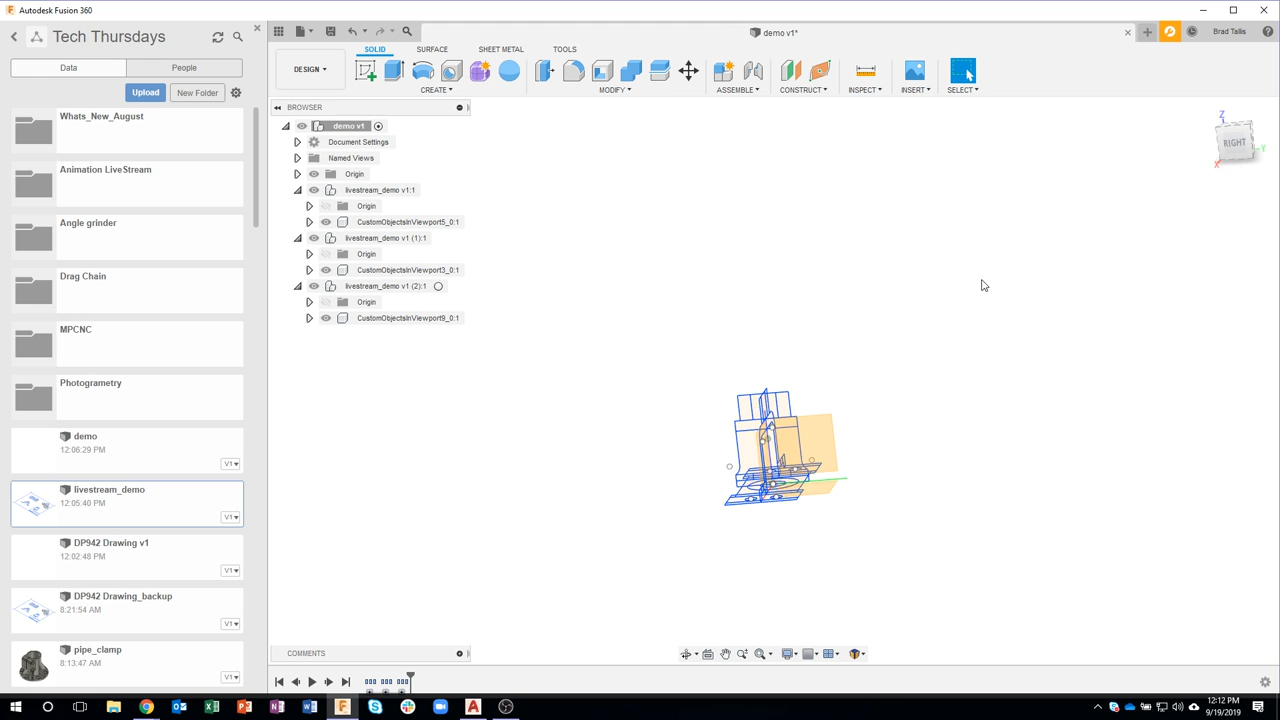 Autodesk Fusion 360
Tech Thursdays
Data
People
Upload
New Folder
Whats_New_August
Animation LiveStream
Angle grinder
Drag Chain
MPCNC
Photogrametry
demo
12:06:29 PM
V1
livestream_demo
12:05:40 PM
V1
DP942 Drawing v1
12:02:48 PM
V1
DP942 Drawing_backup
8:21:54 AM
V1
pipe_clamp
8:13:47 AM
V1
demo v1*
Brad Tallis
SOLID
SURFACE
SHEET METAL
TOOLS
DESIGN
CREATE
MODIFY
ASSEMBLE
CONSTRUCT
INSPECT
INSERT
SELECT
BROWSER
demo v1
Document Settings
Named Views
Origin
livestream_demo v1:1
Origin
CustomObjectsInViewport5_0:1
livestream_demo v1 (1):1
Origin
CustomObjectsInViewport3_0:1
livestream_demo v1 (2):1
Origin
CustomObjectsInViewport9_0:1
Z
RIGHT
Y
X
COMMENTS
12:12 PM
9/19/2019